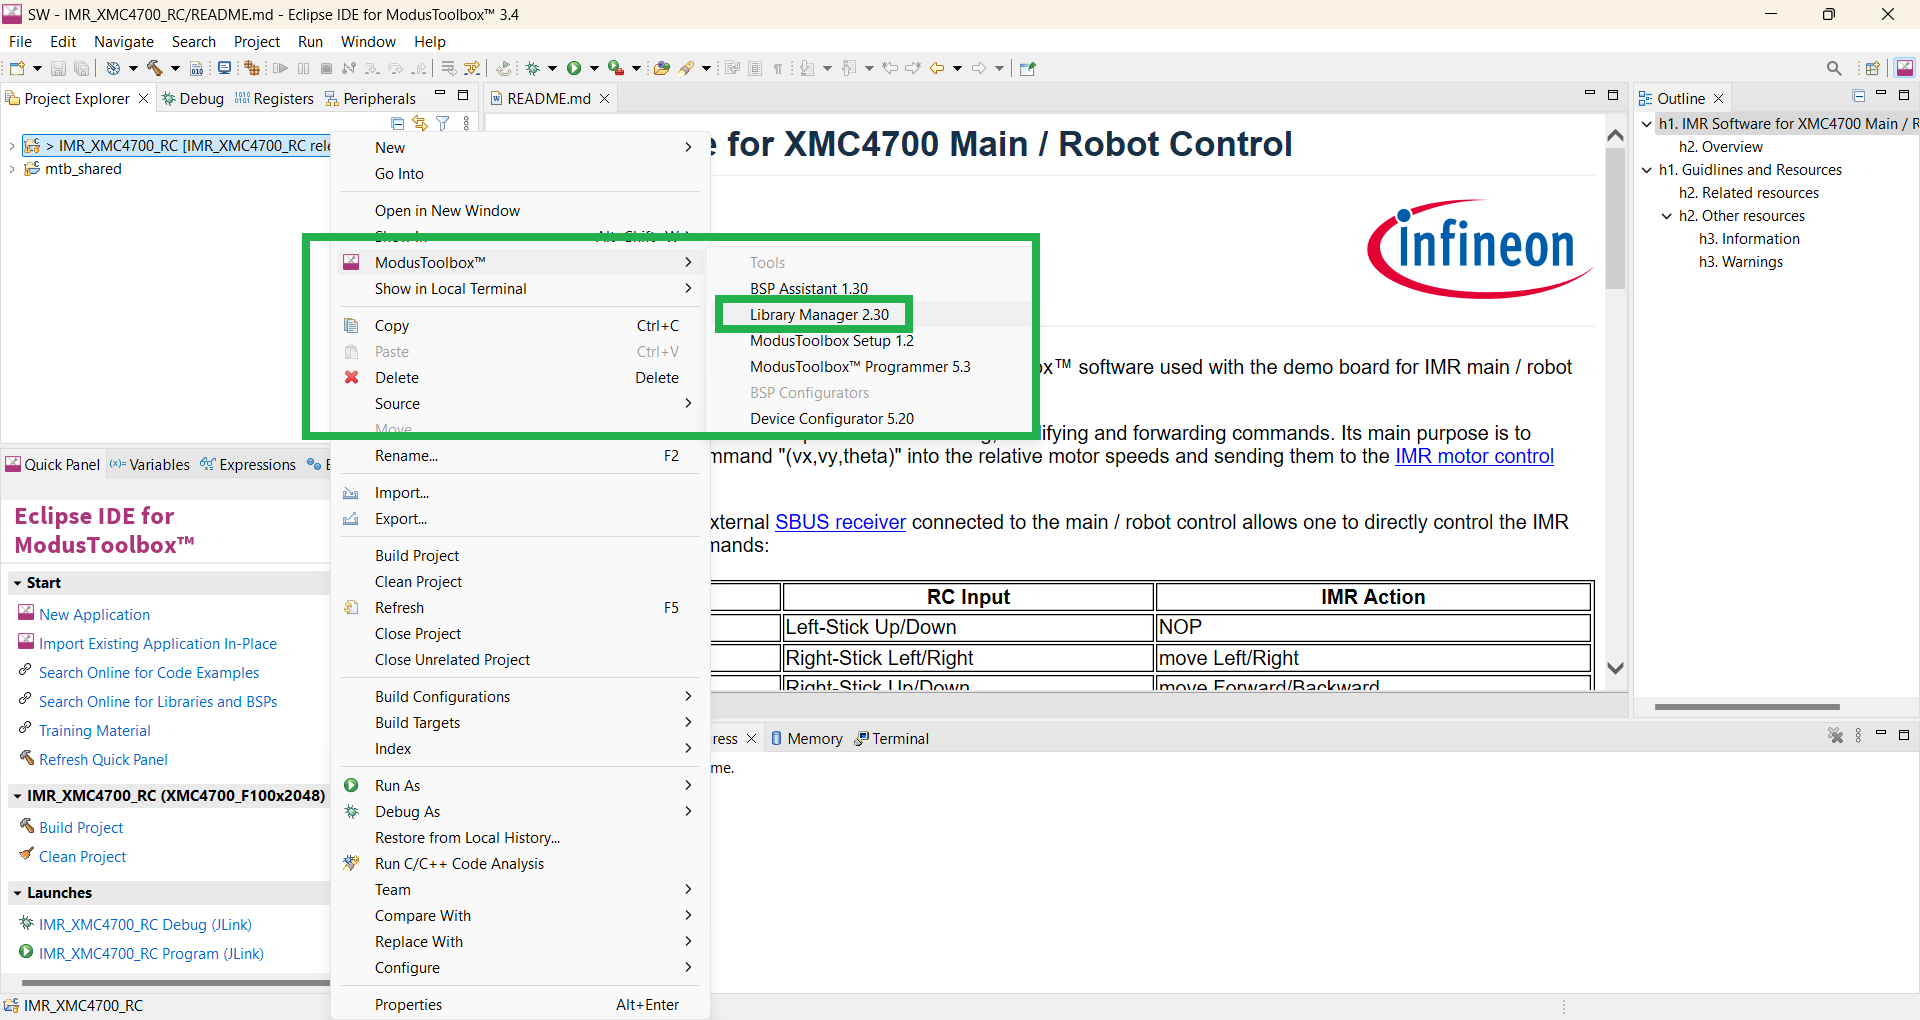 SW - IMR_XMC4700_RC/README.md - Eclipse IDE for ModusToolbox™ 3.4
File Edit Navigate Search Project Run Window Help
Project Explorer
Debug
Registers
Peripherals
> IMR_XMC4700_RC [IMR_XMC4700_RC
mtb_shared
New
Go Into
Open in New Window
Show In Alt+Shift+W
ModusToolbox™
Show in Local Terminal
Copy Ctrl+C
Paste Ctrl+V
Delete Delete
Source
Move...
Rename... F2
Import...
Export...
Build Project
Clean Project
Refresh F5
Close Project
Close Unrelated Project
Build Configurations
Build Targets
Index
Run As
Debug As
Restore from Local History...
Run C/C++ Code Analysis
Team
Compare With
Replace With
Configure
Properties Alt+Enter
Tools
BSP Assistant 1.30
Library Manager 2.30
ModusToolbox Setup 1.2
ModusToolbox™ Programmer 5.3
BSP Configurators
Device Configurator 5.20
README.md
for XMC4700 Main / Robot Control
infineon
™ software used with the demo board for IMR main / robot
and forwarding commands. Its main purpose is to
"(vx,vy,theta)" into the relative motor speeds and sending them to the IMR motor control
SBUS receiver connected to the main / robot control allows one to directly control the IMR
RC Input IMR Action
Left-Stick Up/Down NOP
Right-Stick Left/Right move Left/Right
Right-Stick Up/Down move Forward/Backward
Memory
Terminal
Outline
h1. IMR Software for XMC4700 Main /
h2. Overview
h1. Guidlines and Resources
h2. Related resources
h2. Other resources
h3. Information
h3. Warnings
Quick Panel
(x)= Variables
Expressions
Eclipse IDE for
ModusToolbox™
Start
New Application
Import Existing Application In-Place
Search Online for Code Examples
Search Online for Libraries and BSPs
Training Material
Refresh Quick Panel
IMR_XMC4700_RC (XMC4700_F100x2048)
Build Project
Clean Project
Launches
IMR_XMC4700_RC Debug (JLink)
IMR_XMC4700_RC Program (JLink)
IMR_XMC4700_RC